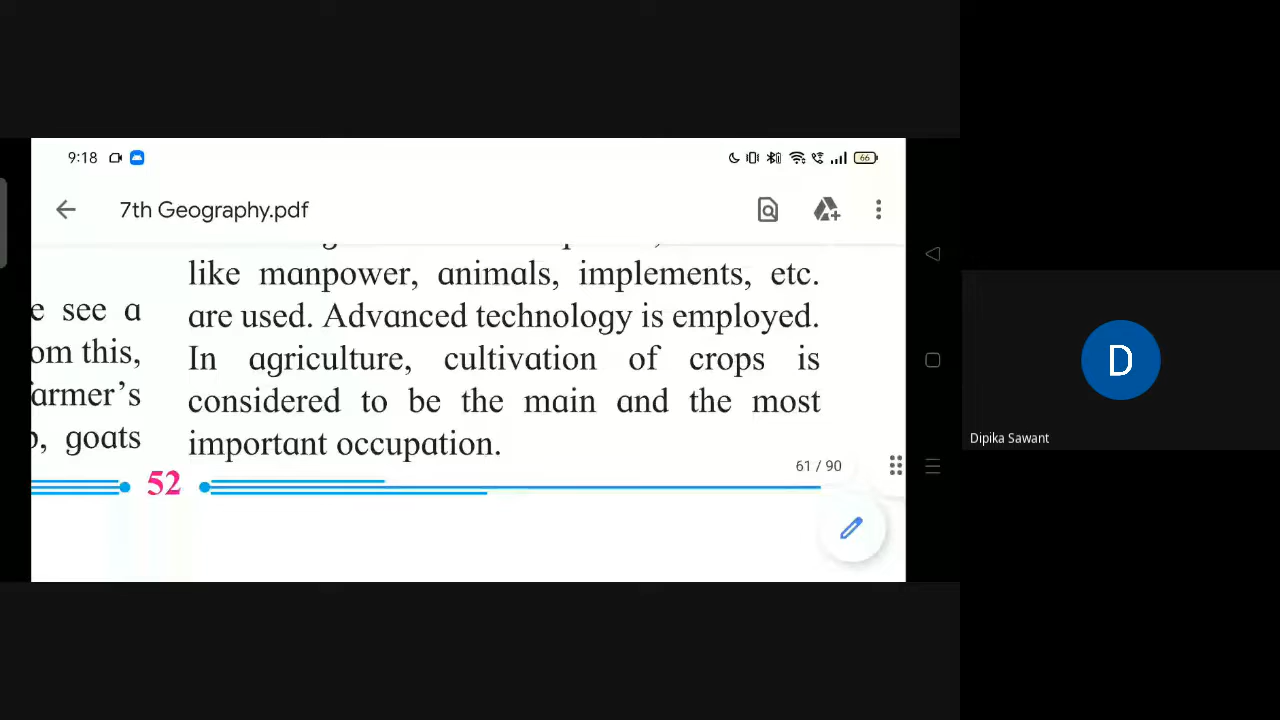 9:18
66
7th Geography.pdf
like manpower, animals, implements, etc.
are used. Advanced technology is employed.
In agriculture, cultivation of crops is
considered to be the main and the most
important occupation.
e see a
om this,
armer's
, goats
52
61 / 90
D
Dipika Sawant